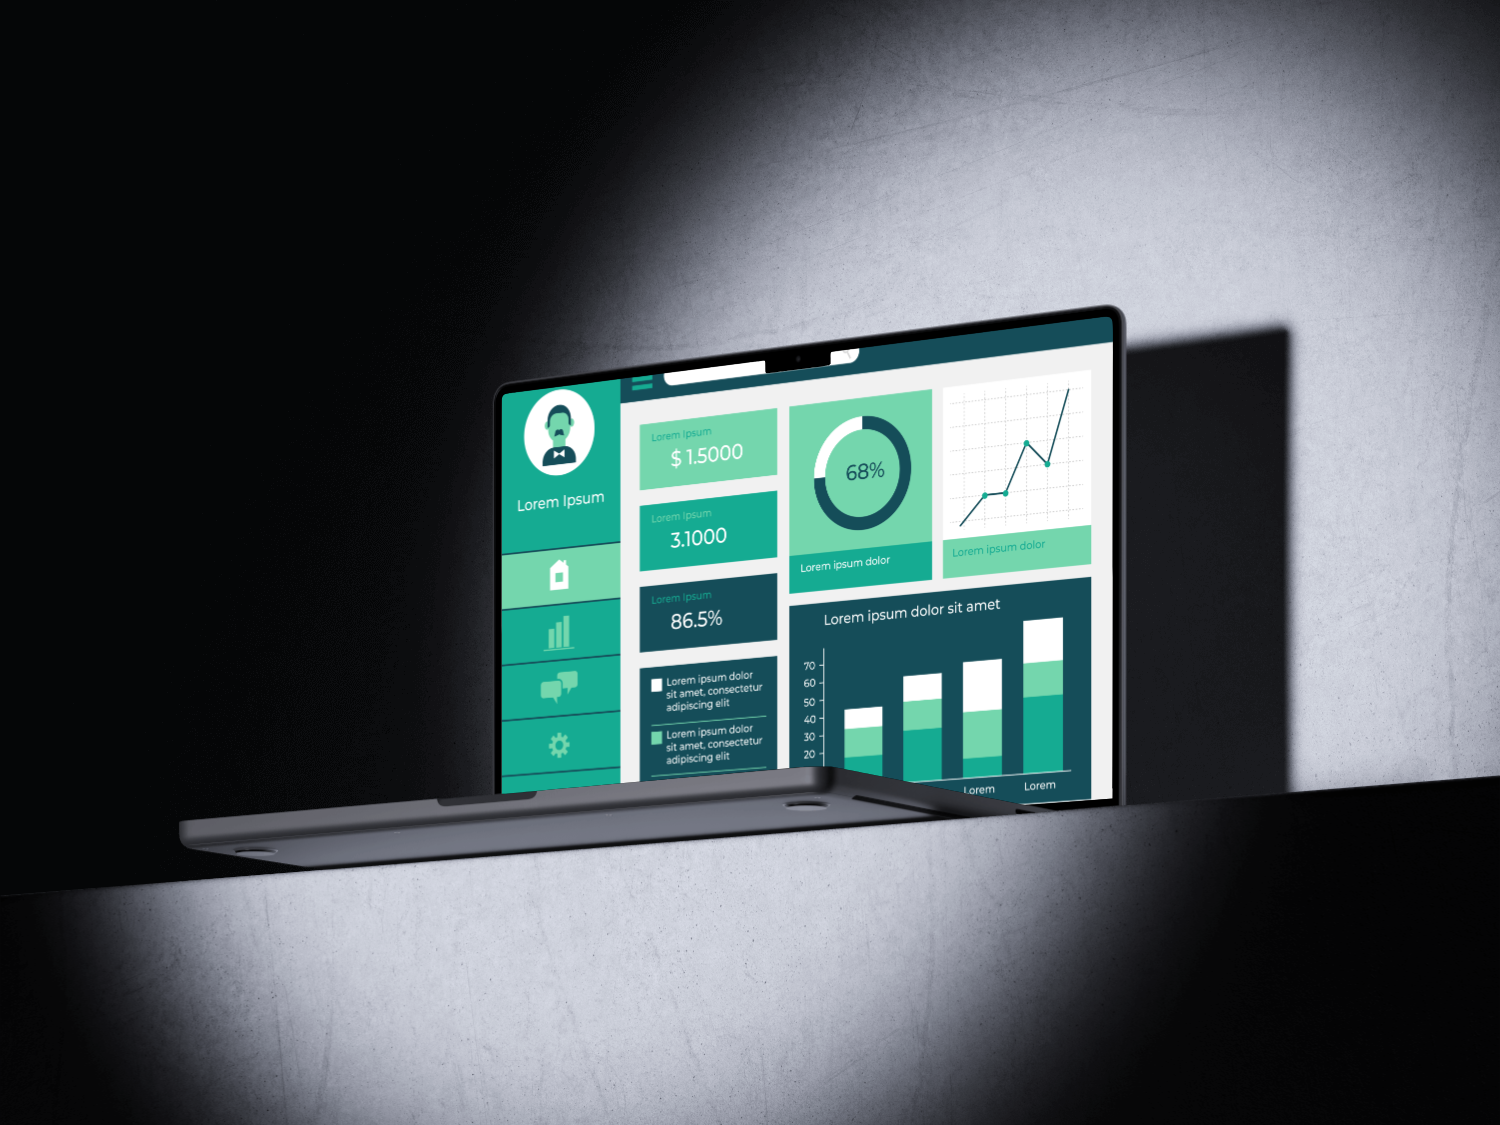 Lorem Ipsum
Lorem Ipsum
$ 1.5000
Lorem Ipsum
3.1000
Lorem Ipsum
86.5%
Lorem ipsum dolor
sit amet, consectetur
adipiscing elit
Lorem ipsum dolor
sit amet, consectetur
adipiscing elit
68%
Lorem ipsum dolor
Lorem ipsum dolor
Lorem ipsum dolor sit amet
70
60
50
40
30
20
Lorem
Lorem